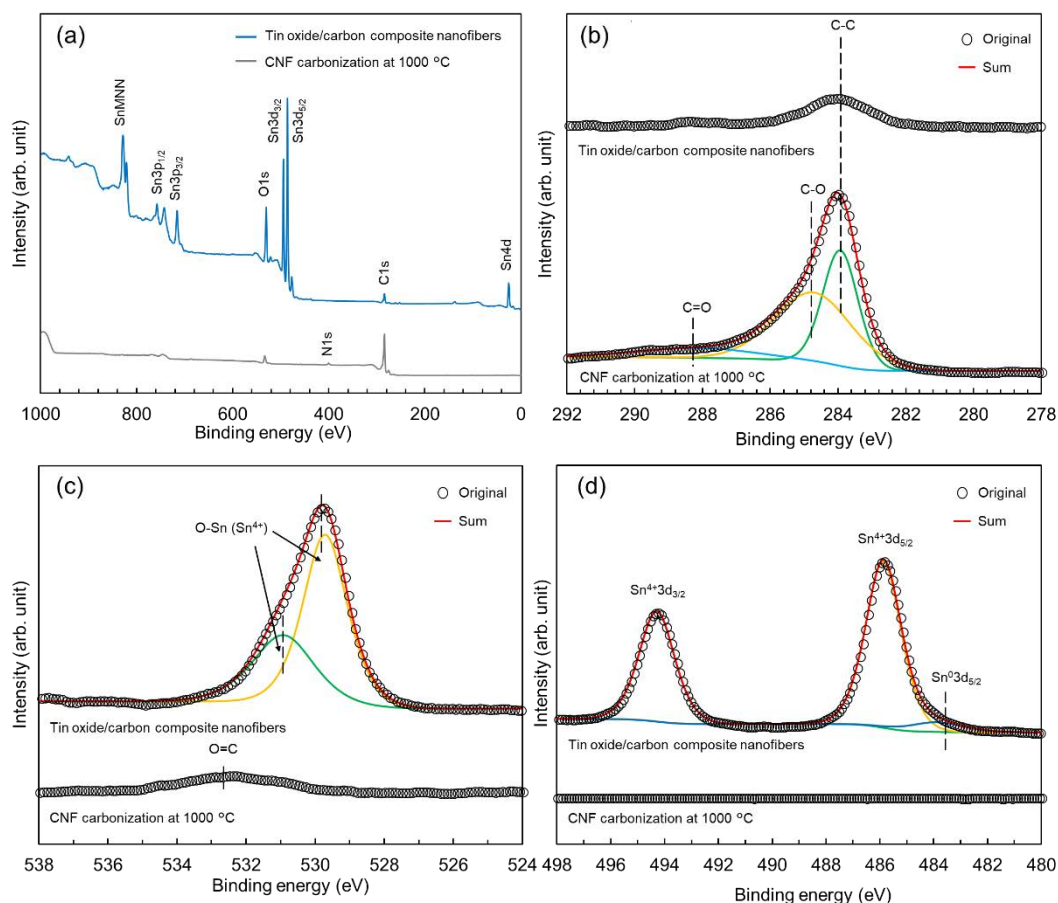 (a)
Tin oxide/carbon composite nanofibers
CNF carbonization at 1000 °C
SnMNN
Sn3p1/2
Sn3p3/2
O1s
Sn3d3/2
Sn3d5/2
C1s
N1s
Sn4d
Intensity (arb. unit)
1000 800 600 400 200 0
Binding energy (eV)
(b)
C-C
Original
Sum
Tin oxide/carbon composite nanofibers
C-O
C=O
CNF carbonization at 1000 °C
Intensity (arb. unit)
292 290 288 286 284 282 280 278
Binding energy (eV)
(c)
Original
Sum
O-Sn (Sn⁴⁺)
Tin oxide/carbon composite nanofibers
O=C
CNF carbonization at 1000 °C
Intensity (arb. unit)
538 536 534 532 530 528 526 524
Binding energy (eV)
(d)
Original
Sum
Sn⁴⁺3d5/2
Sn⁴⁺3d3/2
Sn⁰3d5/2
Tin oxide/carbon composite nanofibers
CNF carbonization at 1000 °C
Intensity (arb. unit)
498 496 494 492 490 488 486 484 482 480
Binding energy (eV)